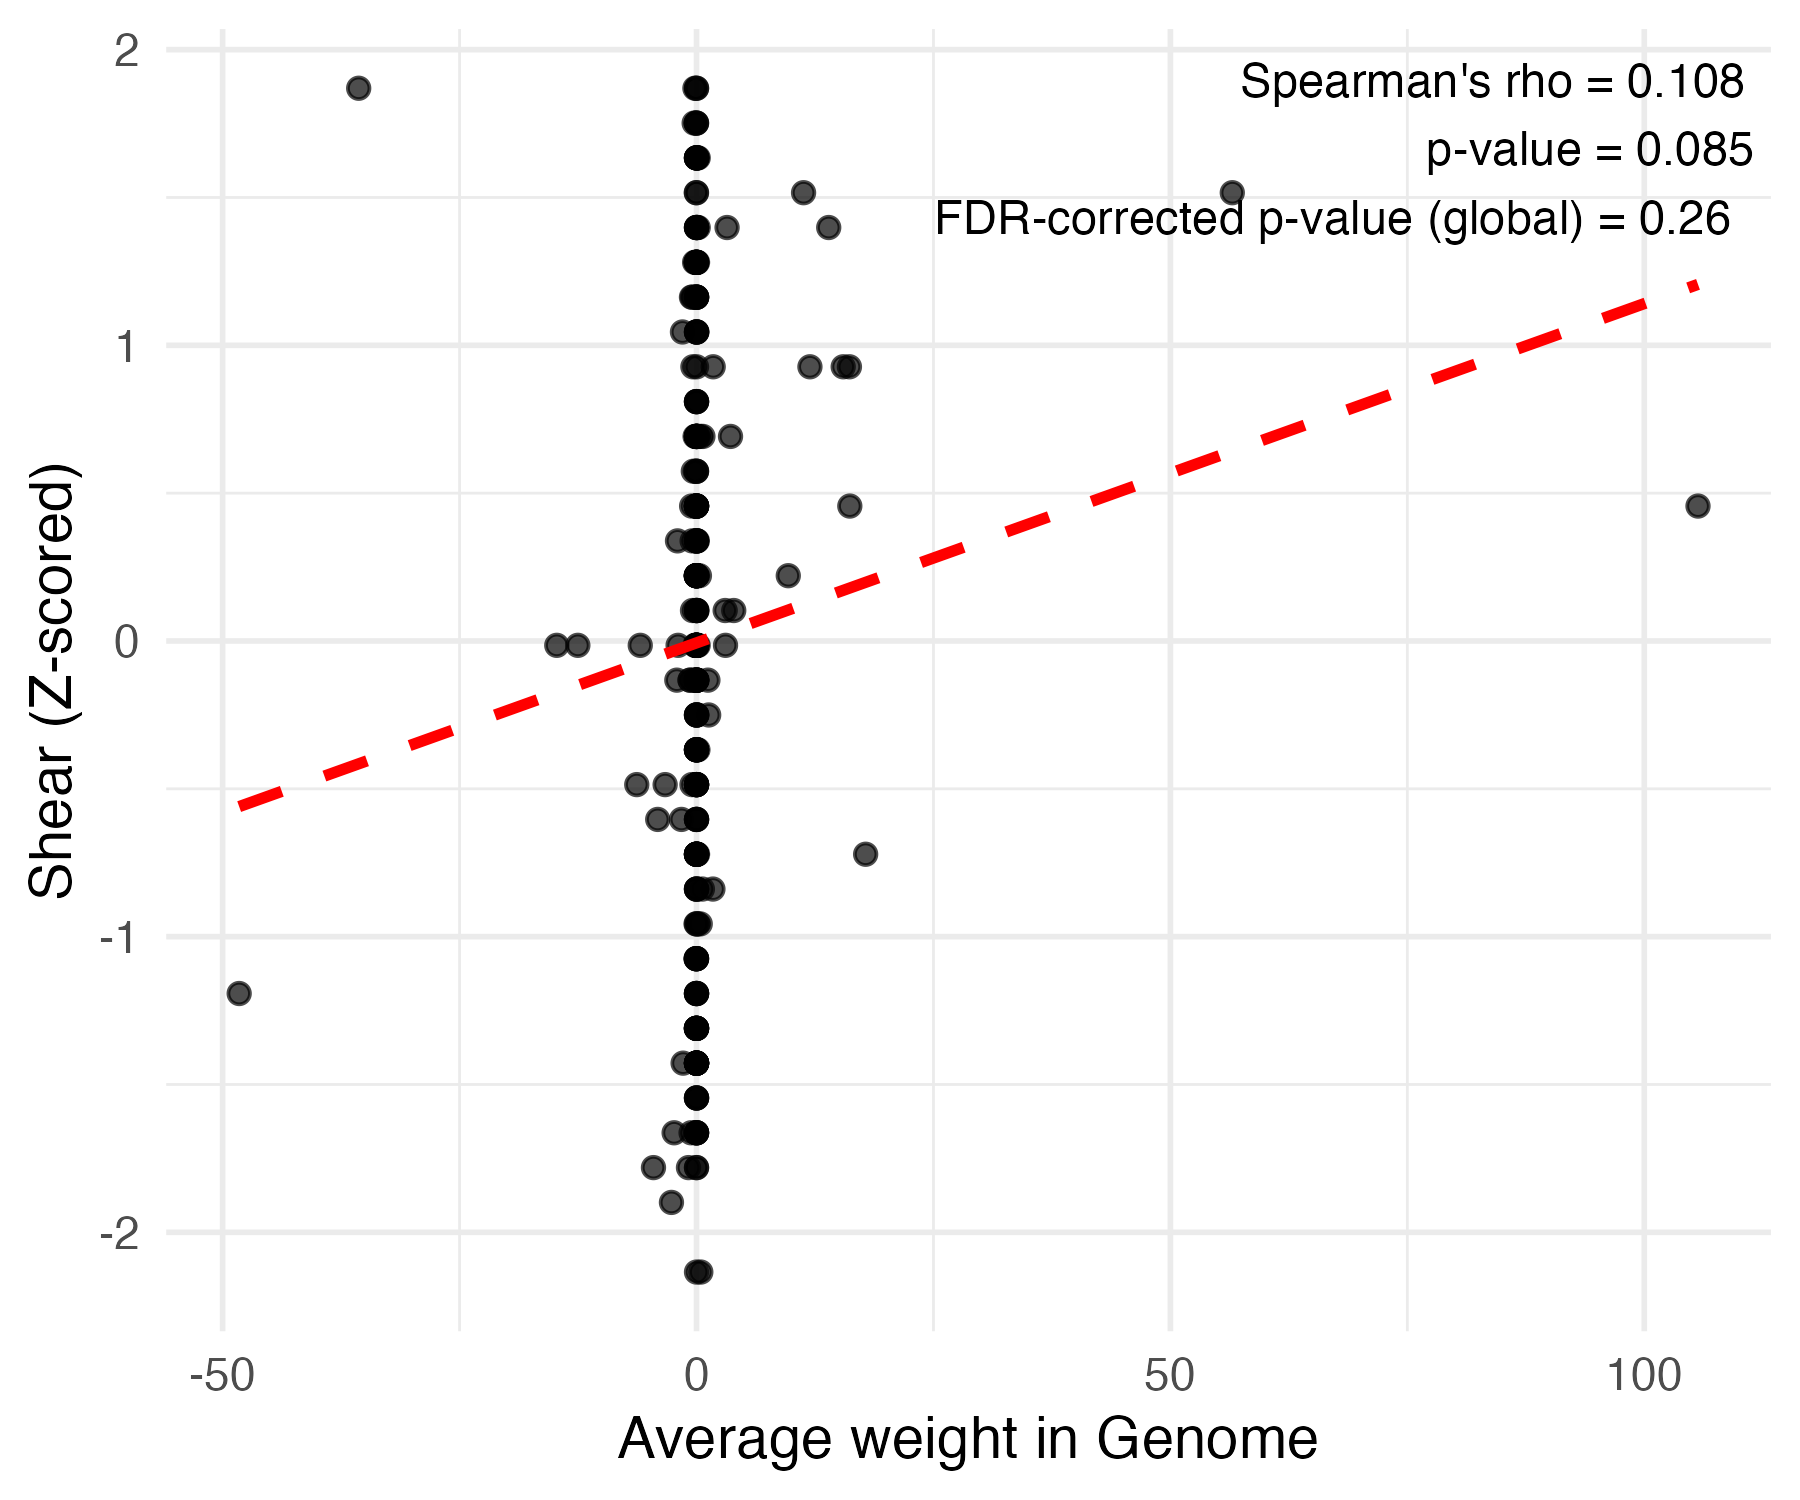 2
Spearman's rho = 0.108
p-value = 0.085
FDR-corrected p-value (global) = 0.26
1
0
-1
-2
Shear (Z-scored)
-50
0
50
100
Average weight in Genome